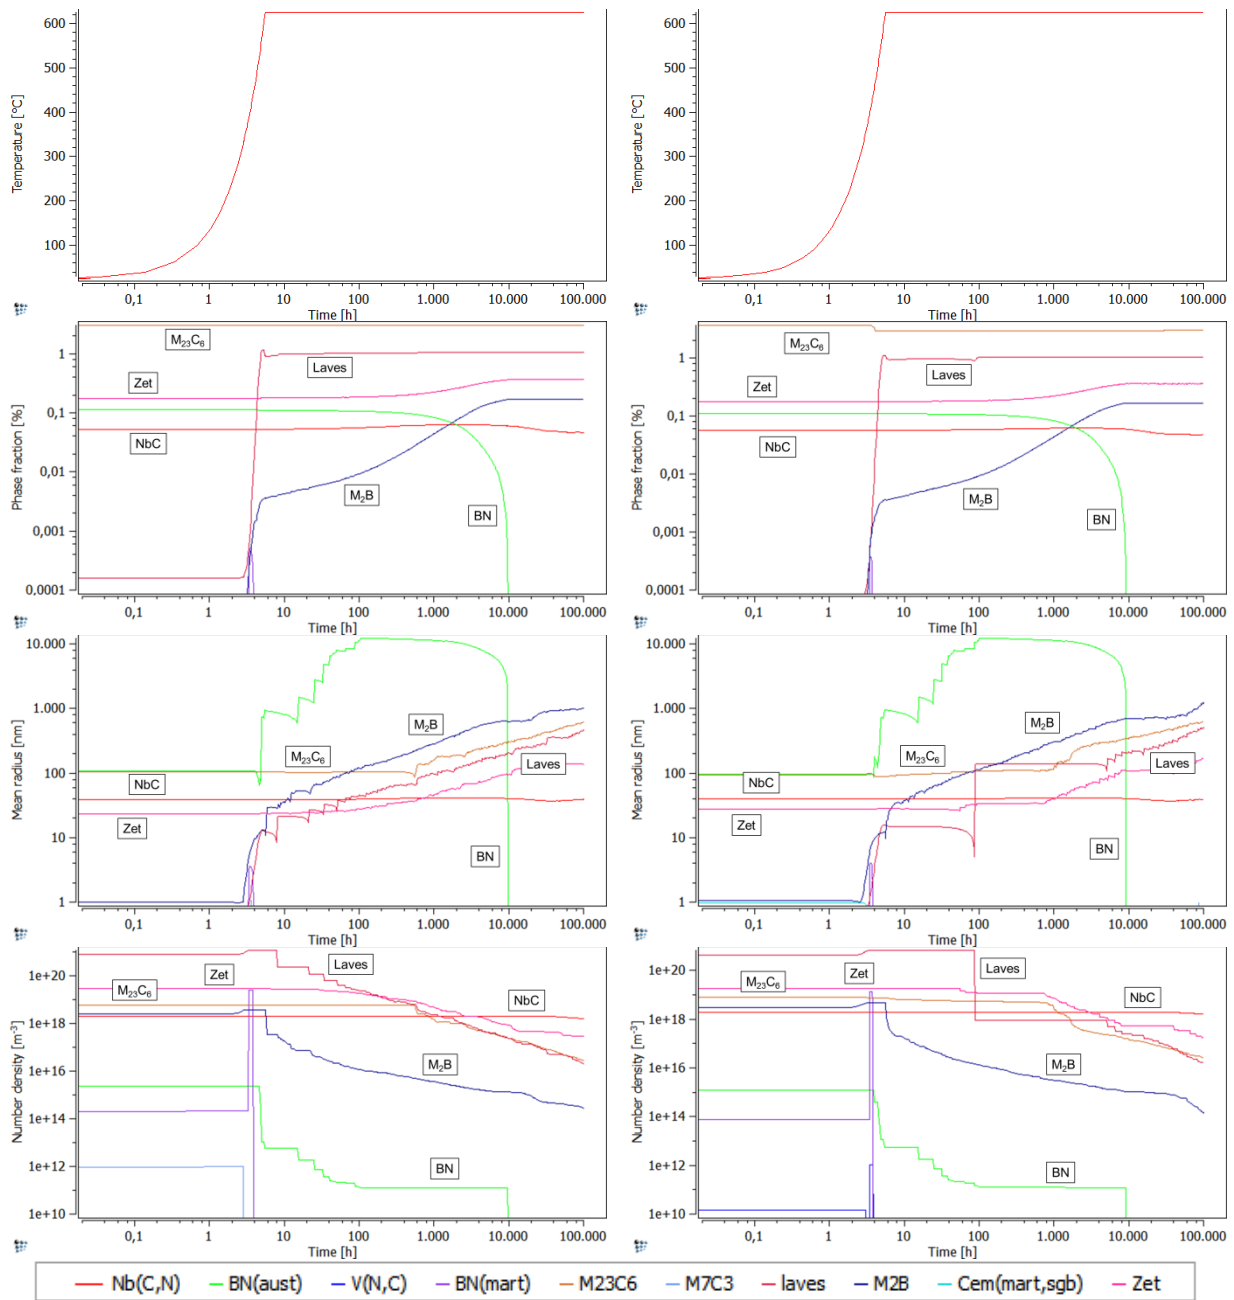 600
500
400
300
200
100
Temperature [°C]
0,1 1 10 100 1.000 10.000 100.000
Time [h]
600
500
400
300
200
100
Temperature [°C]
0,1 1 10 100 1.000 10.000 100.000
Time [h]
1
0,1
0,01
0,001
0,0001
Phase fraction [%]
M23C6
Laves
Zet
NbC
M2B
BN
0,1 1 10 100 1.000 10.000 100.000
Time [h]
1
0,1
0,01
0,001
0,0001
Phase fraction [%]
M23C6
Laves
Zet
NbC
M2B
BN
0,1 1 10 100 1.000 10.000 100.000
Time [h]
10.000
1.000
100
10
1
Mean radius [nm]
M2B
M23C6
Laves
NbC
Zet
BN
0,1 1 10 100 1.000 10.000 100.000
Time [h]
10.000
1.000
100
10
1
Mean radius [nm]
M2B
M23C6
Laves
NbC
Zet
BN
0,1 1 10 100 1.000 10.000 100.000
Time [h]
1e+20
1e+18
1e+16
1e+14
1e+12
1e+10
Number density [m-3]
Laves
Zet
M23C6
NbC
M2B
BN
0,1 1 10 100 1.000 10.000 100.000
Time [h]
1e+20
1e+18
1e+16
1e+14
1e+12
1e+10
Number density [m-3]
Zet
Laves
M23C6
NbC
M2B
BN
0,1 1 10 100 1.000 10.000 100.000
Time [h]
Nb(C,N) BN(aust) V(N,C) BN(mart) M23C6 M7C3 laves M2B Cem(mart,sgb) Zet